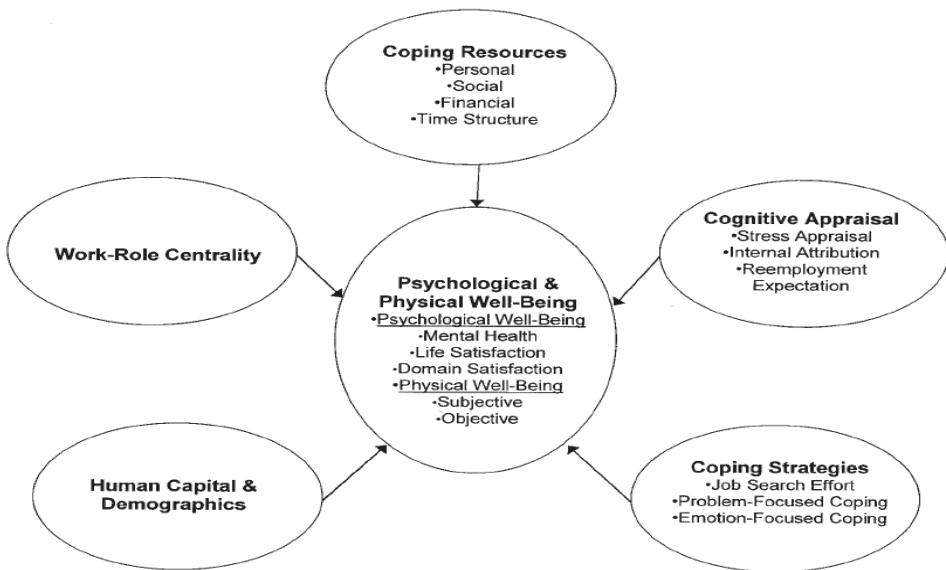 Coping Resources
•Personal
•Social
•Financial
•Time Structure
Work-Role Centrality
Cognitive Appraisal
•Stress Appraisal
•Internal Attribution
•Reemployment
Expectation
Psychological &
Physical Well-Being
•Psychological Well-Being
•Mental Health
•Life Satisfaction
•Domain Satisfaction
•Physical Well-Being
•Subjective
•Objective
Human Capital &
Demographics
Coping Strategies
•Job Search Effort
•Problem-Focused Coping
•Emotion-Focused Coping